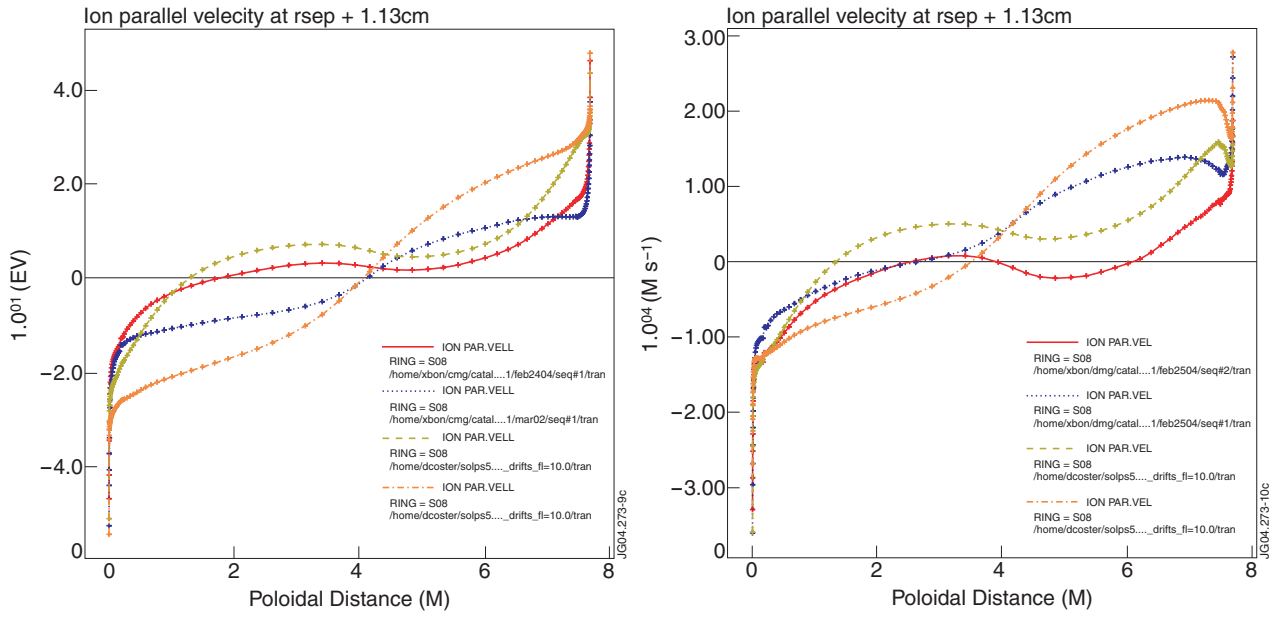 Ion parallel velecity at rsep + 1.13cm
4.0
2.0
0
−2.0
−4.0
0
1.0⁰¹ (EV)
ION PAR.VELL
RING = S08
/home/xbon/cmg/catal....1/feb2404/seq#1/tran
ION PAR.VELL
RING = S08
/home/xbon/cmg/catal....1/mar02/seq#1/tran
ION PAR.VELL
RING = S08
/home/dcoster/solps5...._drifts_fl=10.0/tran
ION PAR.VELL
RING = S08
/home/dcoster/solps5...._drifts_fl=10.0/tran
JG04.273-9c
0 2 4 6 8
Poloidal Distance (M)
Ion parallel velecity at rsep + 1.13cm
3.00
2.00
1.00
0
−1.00
−2.00
−3.00
0
1.0⁰⁴ (M s⁻¹)
ION PAR.VEL
RING = S08
/home/xbon/dmg/catal....1/feb2504/seq#2/tran
ION PAR.VEL
RING = S08
/home/xbon/dmg/catal....1/feb2504/seq#1/tran
ION PAR.VEL
RING = S08
/home/dcoster/solps5...._drifts_fl=10.0/tran
ION PAR.VEL
RING = S08
/home/dcoster/solps5...._drifts_fl=10.0/tran
JG04.273-10c
0 2 4 6 8
Poloidal Distance (M)